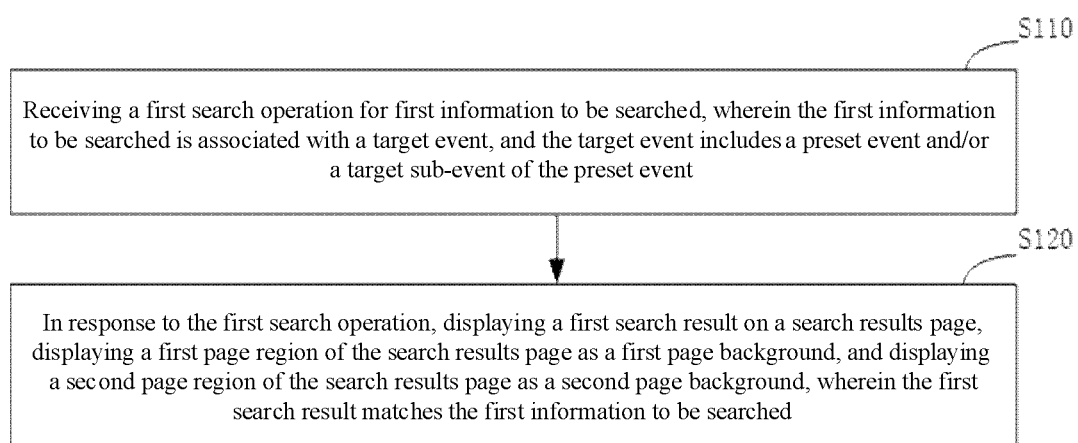 S110
Receiving a first search operation for first information to be searched, wherein the first information
to be searched is associated with a target event, and the target event includes a preset event and/or
a target sub-event of the preset event
S120
In response to the first search operation, displaying a first search result on a search results page,
displaying a first page region of the search results page as a first page background, and displaying
a second page region of the search results page as a second page background, wherein the first
search result matches the first information to be searched